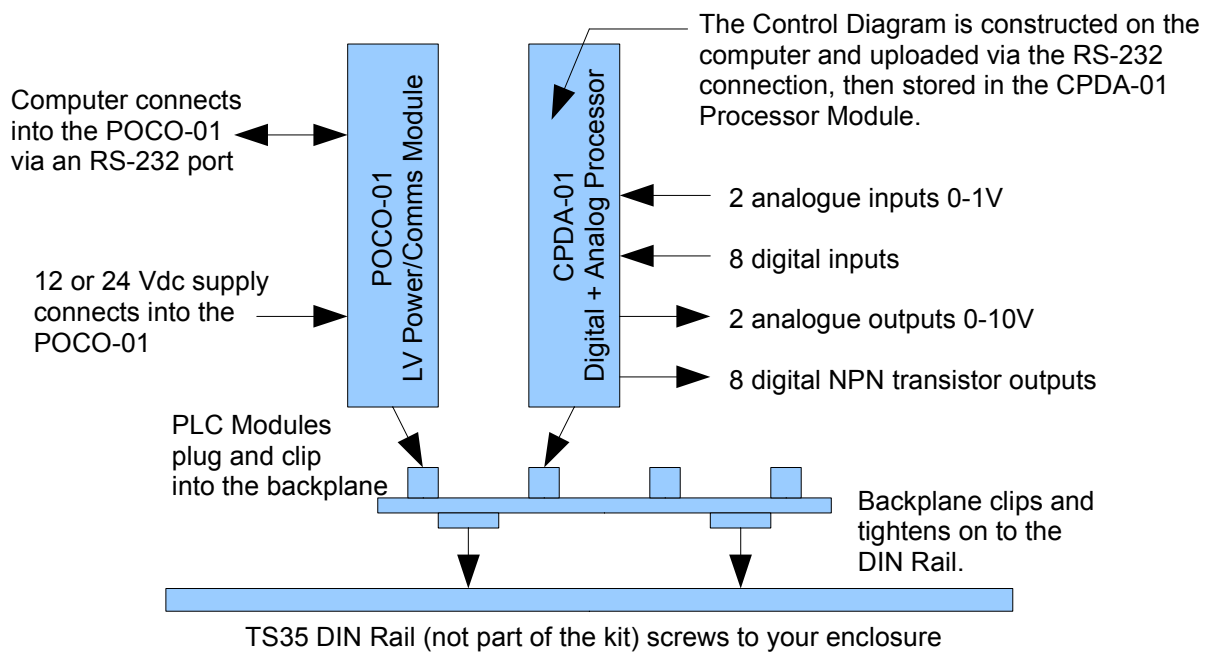 The Control Diagram is constructed on the
computer and uploaded via the RS-232
connection, then stored in the CPDA-01
Processor Module.
Computer connects
into the POCO-01
via an RS-232 port
12 or 24 Vdc supply
connects into the
POCO-01
POCO-01
LV Power/Comms Module
CPDA-01
Digital + Analog Processor
2 analogue inputs 0-1V
8 digital inputs
2 analogue outputs 0-10V
8 digital NPN transistor outputs
PLC Modules
plug and clip
into the backplane
Backplane clips and
tightens on to the
DIN Rail.
TS35 DIN Rail (not part of the kit) screws to your enclosure